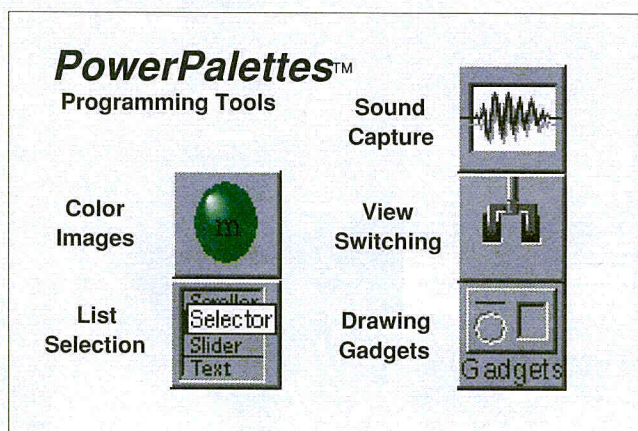 PowerPalettes™
Programming Tools
Sound
Capture
Color
Images
m
View
Switching
List
Selection
Scroller
Selector
Slider
Text
Drawing
Gadgets
Gadgets